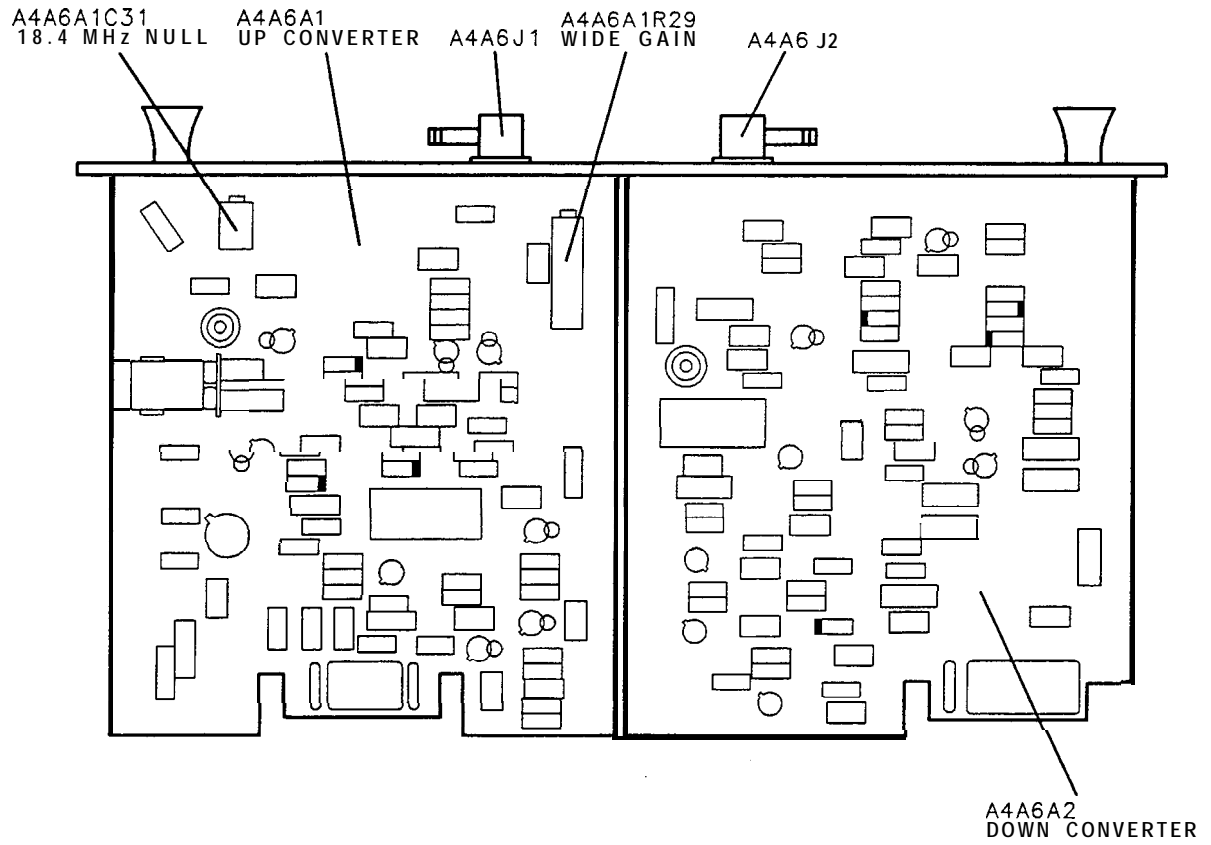 A4A6A1C31
18.4 MHz NULL
A4A6A1
UP CONVERTER
A4A6J1
A4A6A1R29
WIDE GAIN
A4A6 J2
A4A6A2
DOWN CONVERTER